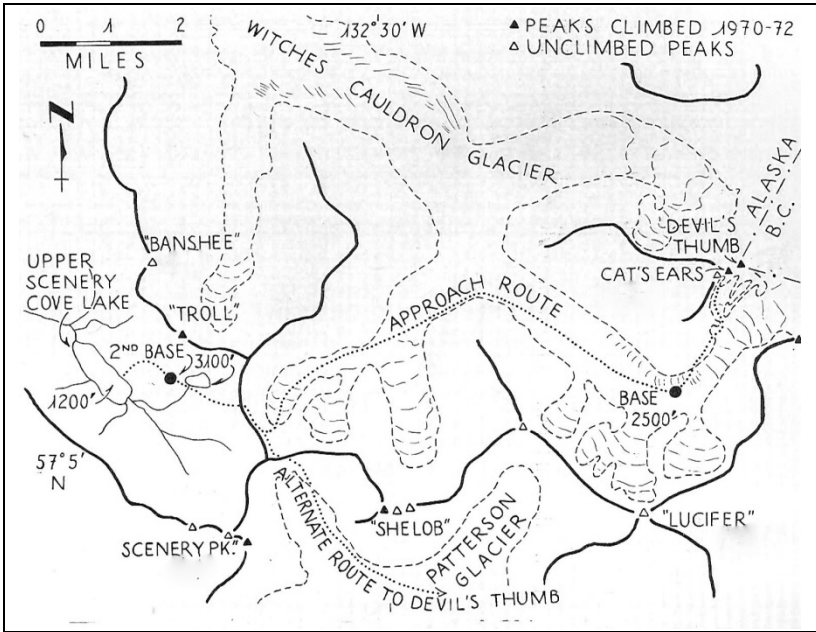 0 1 2
MILES
132° 30' W
▲ PEAKS CLIMBED 1970-72
△ UNCLIMBED PEAKS
N
WITCHES CAULDRON GLACIER
ALASKA
B.C.
DEVIL'S
THUMB
CAT'S EARS
"BANSHEE"
UPPER
SCENERY
COVE LAKE
"TROLL"
2ND BASE
3100'
1200'
APPROACH ROUTE
BASE
2500'
57° 5'
N
"SHELOB"
"LUCIFER"
SCENERY PK."
ALTERNATE ROUTE TO DEVIL'S THUMB
PATTERSON
GLACIER